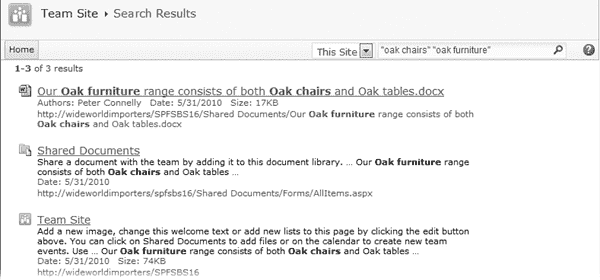 Team Site ▸ Search Results
Home
This Site
"oak chairs" "oak furniture"
1-3 of 3 results
Our Oak furniture range consists of both Oak chairs and Oak tables.docx
Authors: Peter Connelly Date: 5/31/2010 Size: 17KB
http://wideworldimporters/SPFSBS16/Shared Documents/Our Oak furniture range consists of both
Oak chairs and Oak tables.docx
Shared Documents
Share a document with the team by adding it to this document library. ... Our Oak furniture range
consists of both Oak chairs and Oak tables ...
Date: 5/31/2010
http://wideworldimporters/spfsbs16/Shared Documents/Forms/AllItems.aspx
Team Site
Add a new image, change this welcome text or add new lists to this page by clicking the edit button
above. You can click on Shared Documents to add files or on the calendar to create new team
events. Use ... Our Oak furniture range consists of both Oak chairs and Oak tables ...
Date: 5/31/2010 Size: 74KB
http://wideworldimporters/SPFSBS16